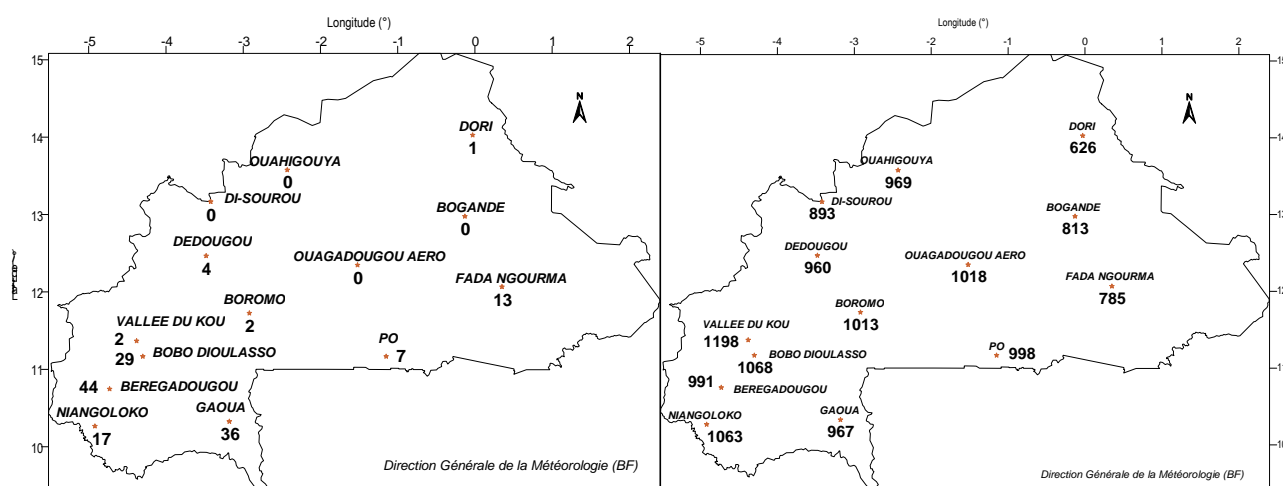 Longitude (°)
-5 -4 -3 -2 -1 0 1 2
15
14
13
12
11
10
N
DORI
1
OUAHIGOUYA
0
DI-SOUROU
0
BOGANDE
0
DEDOUGOU
4
OUAGADOUGOU AERO
0
FADA NGOURMA
13
BOROMO
2
VALLEE DU KOU
2
PO
7
29 BOBO DIOULASSO
44 BEREGADOUGOU
NIANGOLOKO
17
GAOUA
36
Direction Générale de la Météorologie (BF)
Longitude (°)
-5 -4 -3 -2 -1 0 1 2
N
DORI
626
OUAHIGOUYA
969
DI-SOUROU
893
BOGANDE
813
DEDOUGOU
960
OUAGADOUGOU AERO
1018
FADA NGOURMA
785
BOROMO
1013
VALLEE DU KOU
1198
BOBO DIOULASSO
1068
PO 998
991
BEREGADOUGOU
NIANGOLOKO
1063
GAOUA
967
Direction Générale de la Météorologie (BF)